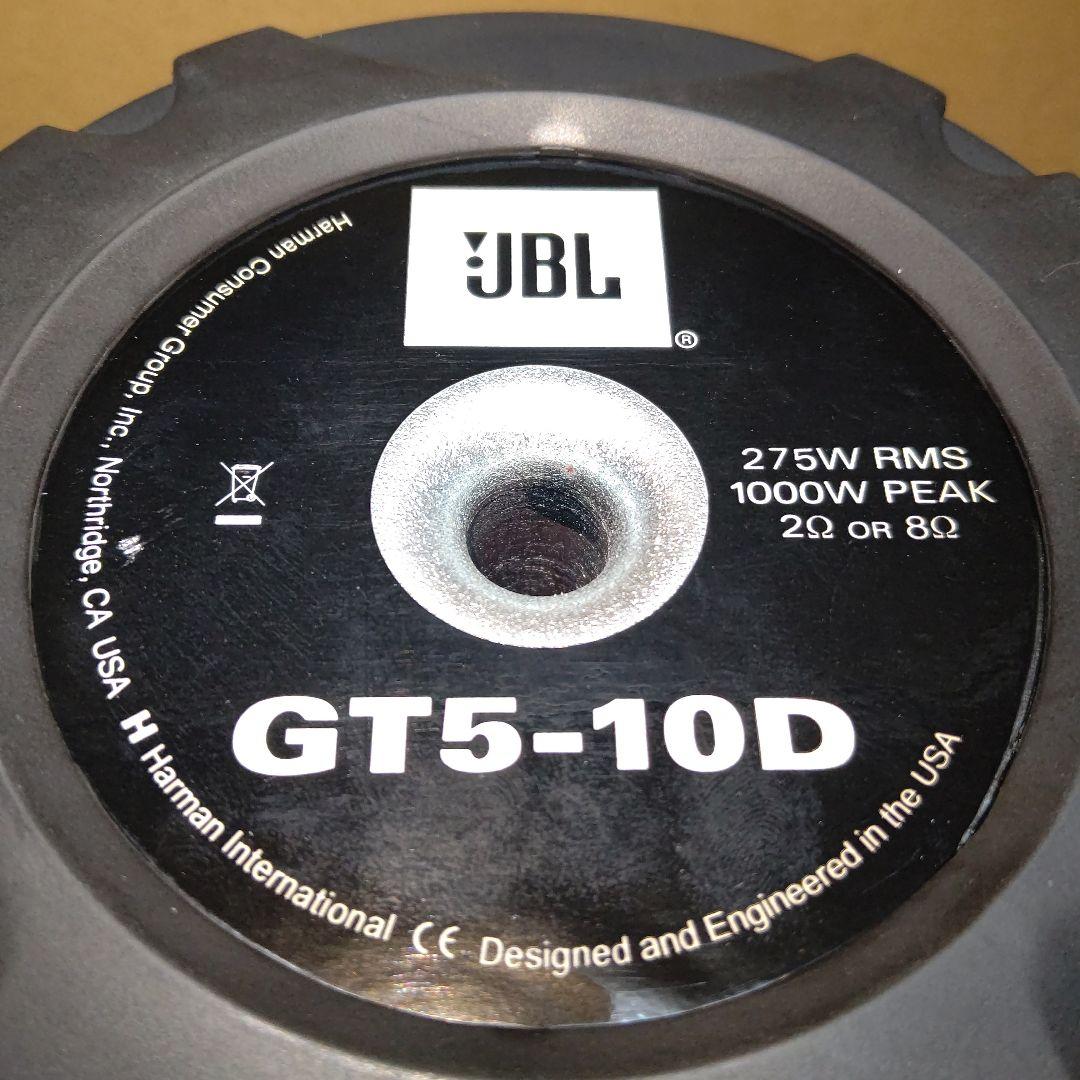 JBL®
275W RMS
1000W PEAK
2Ω OR 8Ω
GT5-10D
Harman Consumer Group, Inc., Northridge, CA USA
H Harman International CE Designed and Engineered in the USA